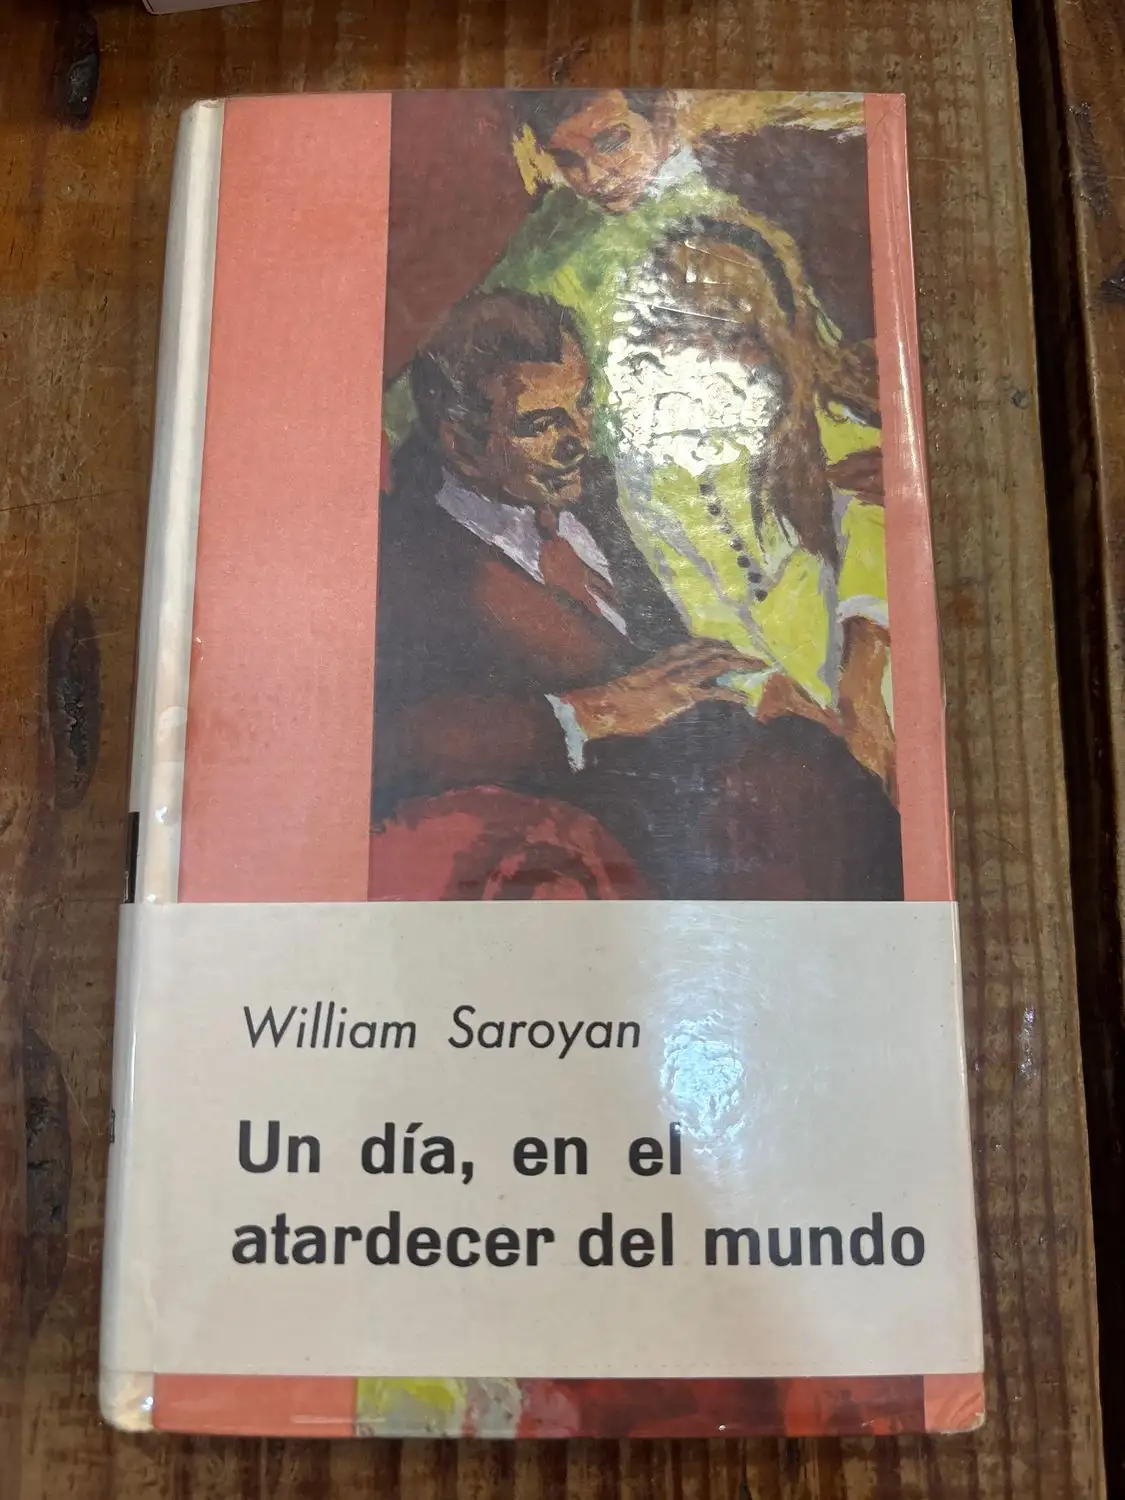 William Saroyan
Un día, en el
atardecer del mundo